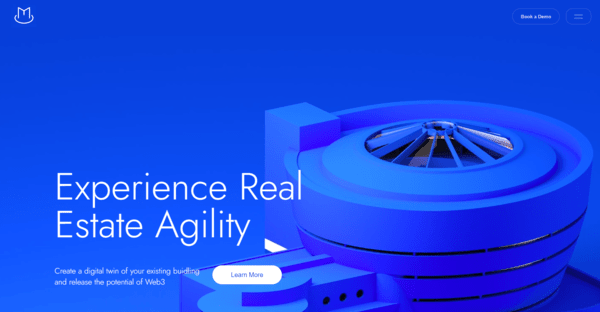 Book a Demo
Experience Real
Estate Agility
Create a digital twin of your existing building
and release the potential of Web3
Learn More